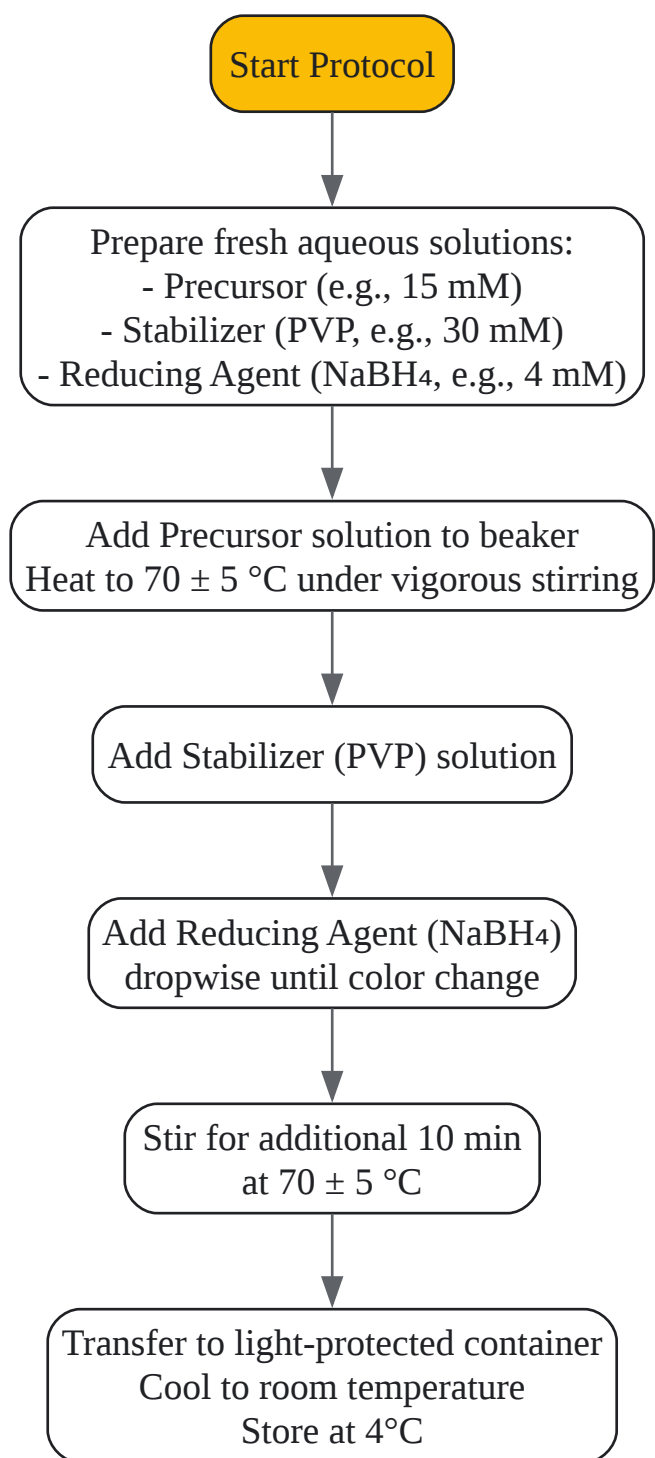 Start Protocol
Prepare fresh aqueous solutions:
- Precursor (e.g., 15 mM)
- Stabilizer (PVP, e.g., 30 mM)
- Reducing Agent (NaBH₄, e.g., 4 mM)
Add Precursor solution to beaker
Heat to 70 ± 5 °C under vigorous stirring
Add Stabilizer (PVP) solution
Add Reducing Agent (NaBH₄)
dropwise until color change
Stir for additional 10 min
at 70 ± 5 °C
Transfer to light-protected container
Cool to room temperature
Store at 4°C